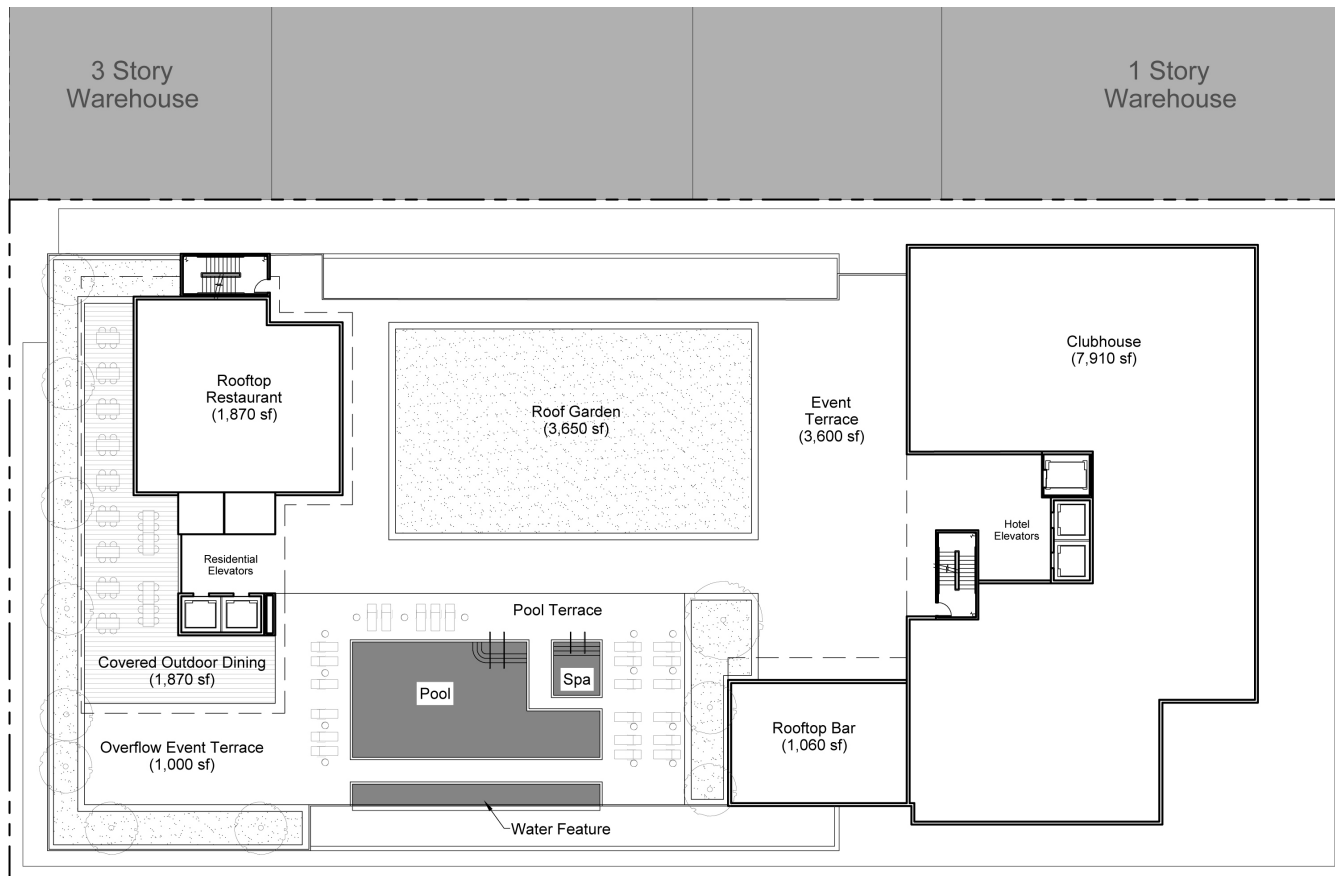 3 Story
Warehouse
1 Story
Warehouse
Clubhouse
(7,910 sf)
Rooftop
Restaurant
(1,870 sf)
Roof Garden
(3,650 sf)
Event
Terrace
(3,600 sf)
Hotel
Elevators
Residential
Elevators
Pool Terrace
Covered Outdoor Dining
(1,870 sf)
Pool
Spa
Rooftop Bar
(1,060 sf)
Overflow Event Terrace
(1,000 sf)
Water Feature